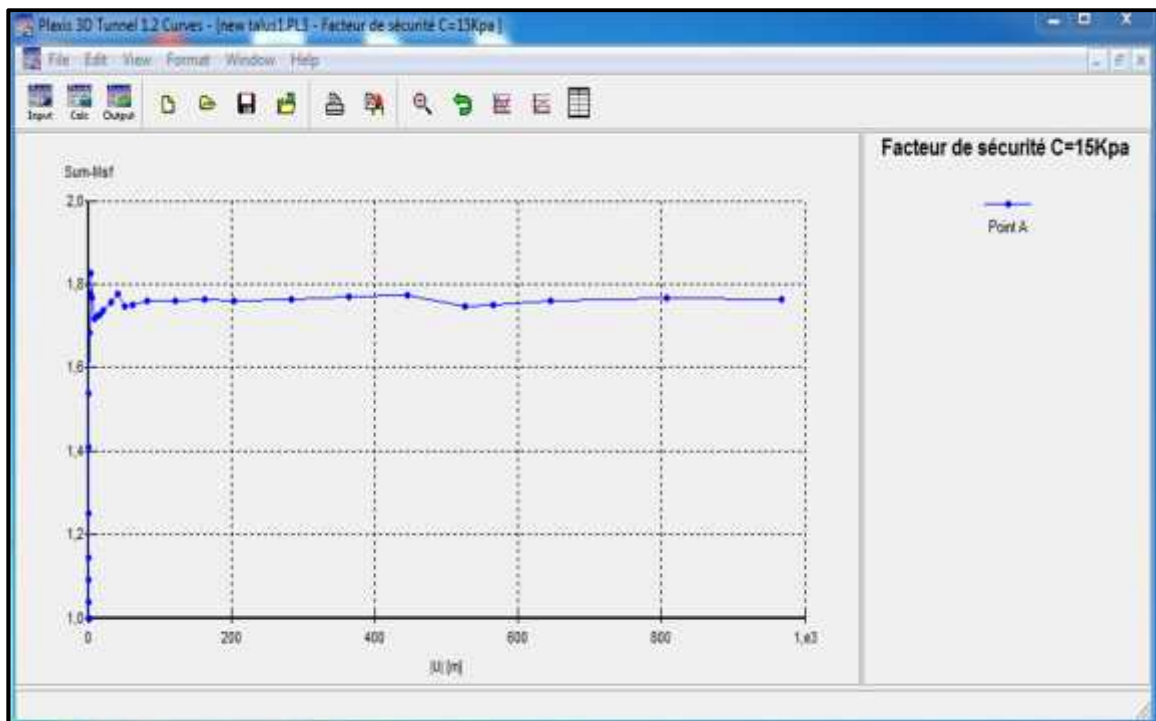 Plaxis 3D Tunnel 1.2 Curves - [new talus1.PL3 - Facteur de sécurité C=15Kpa ]
File Edit View Format Window Help
Input Calc Output
Facteur de sécurité C=15Kpa
Point A
Sum-Msf
2,0
1,8
1,6
1,4
1,2
1,0
0 200 400 600 800 1,e3
|U| [m]